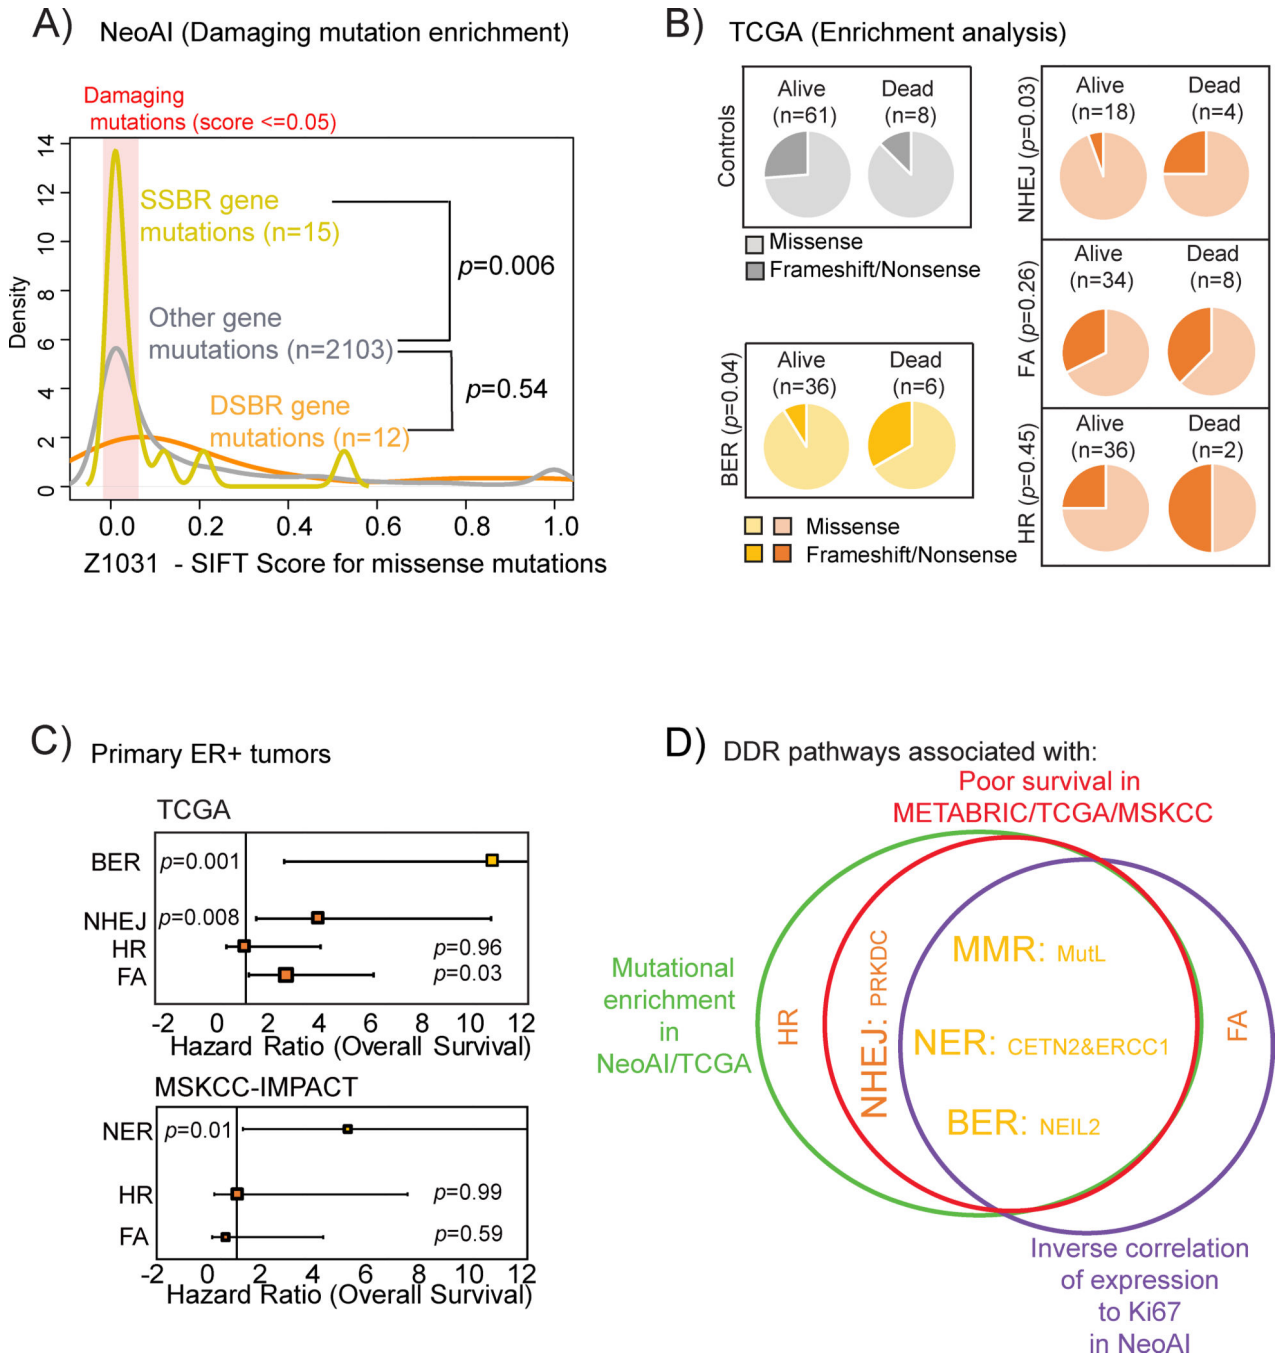 A) NeoAI (Damaging mutation enrichment)
Damaging
mutations (score <=0.05)
SSBR gene
mutations (n=15)
p=0.006
Other gene
muutations (n=2103)
p=0.54
DSBR gene
mutations (n=12)
Density
14
12
10
8
6
4
2
0
0.0 0.2 0.4 0.6 0.8 1.0
Z1031 - SIFT Score for missense mutations
B) TCGA (Enrichment analysis)
Controls
Alive Dead
(n=61) (n=8)
Missense
Frameshift/Nonsense
BER (p=0.04)
Alive Dead
(n=36) (n=6)
Missense
Frameshift/Nonsense
NHEJ (p=0.03)
Alive Dead
(n=18) (n=4)
FA (p=0.26)
Alive Dead
(n=34) (n=8)
HR (p=0.45)
Alive Dead
(n=36) (n=2)
C) Primary ER+ tumors
TCGA
BER p=0.001
NHEJ p=0.008
HR p=0.96
FA p=0.03
-2 0 2 4 6 8 10 12
Hazard Ratio (Overall Survival)
MSKCC-IMPACT
NER p=0.01
HR p=0.99
FA p=0.59
-2 0 2 4 6 8 10 12
Hazard Ratio (Overall Survival)
D) DDR pathways associated with:
Poor survival in
METABRIC/TCGA/MSKCC
Mutational
enrichment
in
NeoAI/TCGA
HR
NHEJ: PRKDC
MMR: MutL
NER: CETN2&ERCC1
BER: NEIL2
FA
Inverse correlation
of expression
to Ki67
in NeoAI